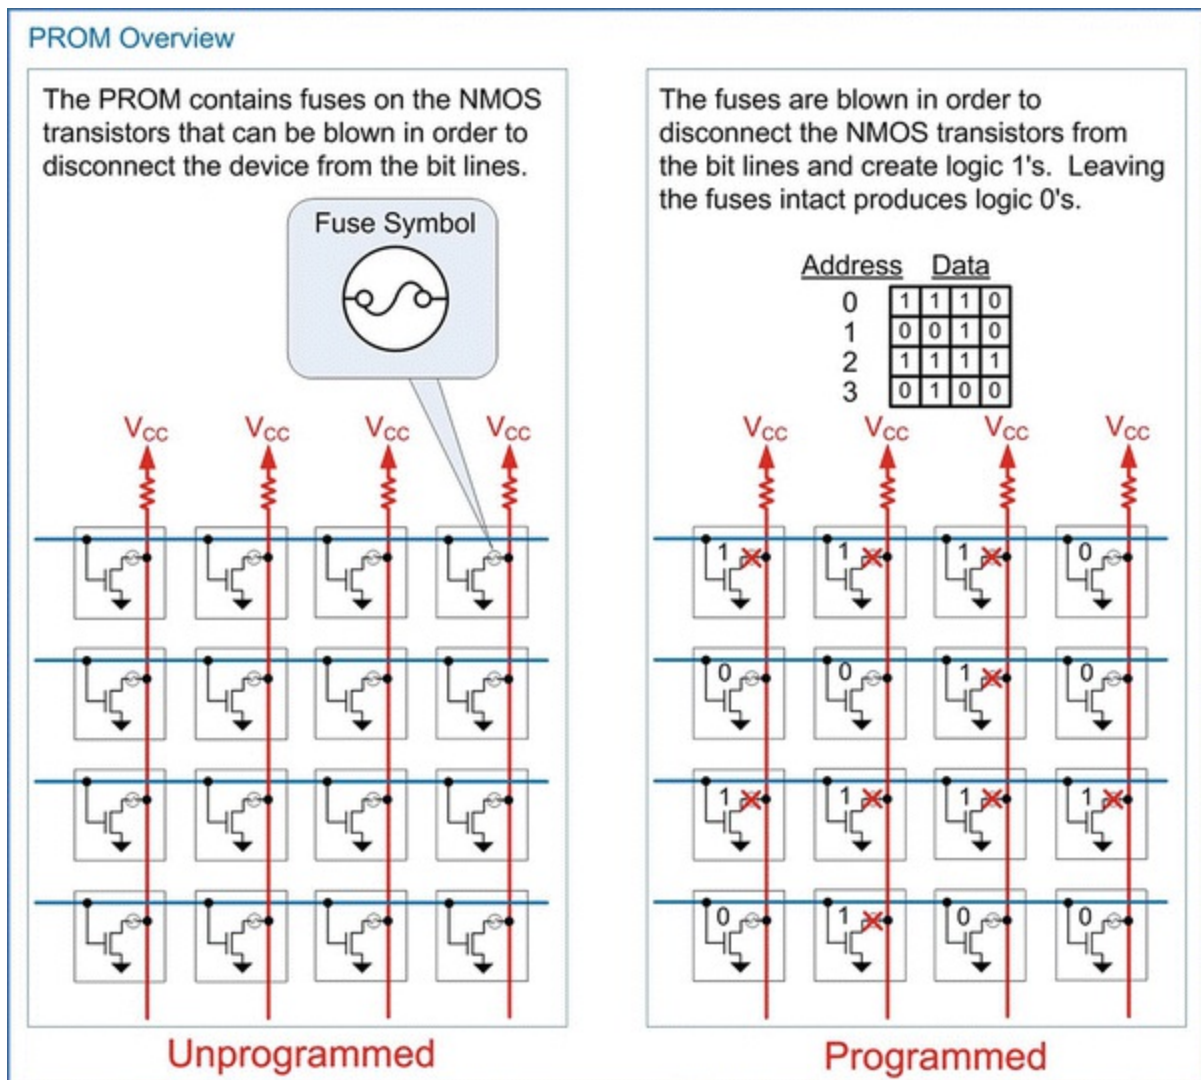 PROM Overview
The PROM contains fuses on the NMOS
transistors that can be blown in order to
disconnect the device from the bit lines.
Fuse Symbol
VCC VCC VCC VCC
Unprogrammed
The fuses are blown in order to
disconnect the NMOS transistors from
the bit lines and create logic 1's. Leaving
the fuses intact produces logic 0's.
Address Data
0 1 1 1 0
1 0 0 1 0
2 1 1 1 1
3 0 1 0 0
VCC VCC VCC VCC
1 1 1 0
0 0 1 0
1 1 1 1
0 1 0 0
Programmed